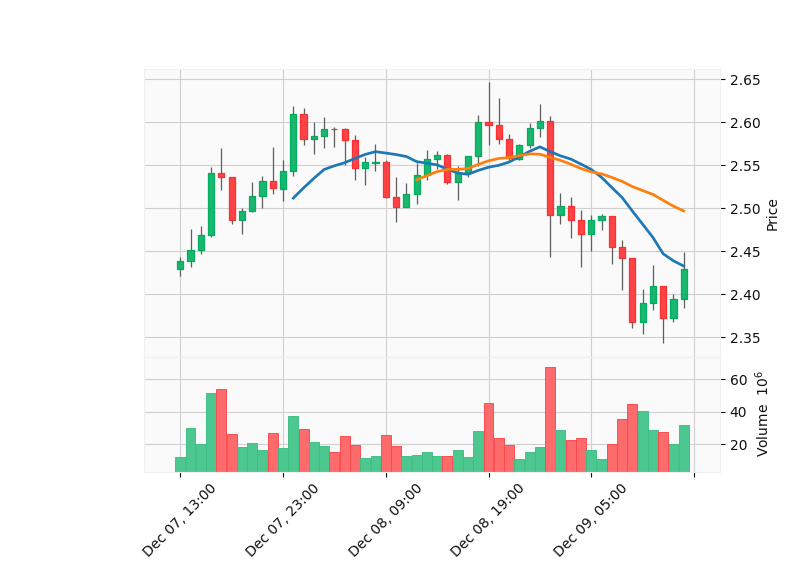 2.65
2.60
2.55
2.50
2.45
2.40
2.35
Price
60
40
20
Volume 10^6
Dec 07, 13:00
Dec 07, 23:00
Dec 08, 09:00
Dec 08, 19:00
Dec 09, 05:00